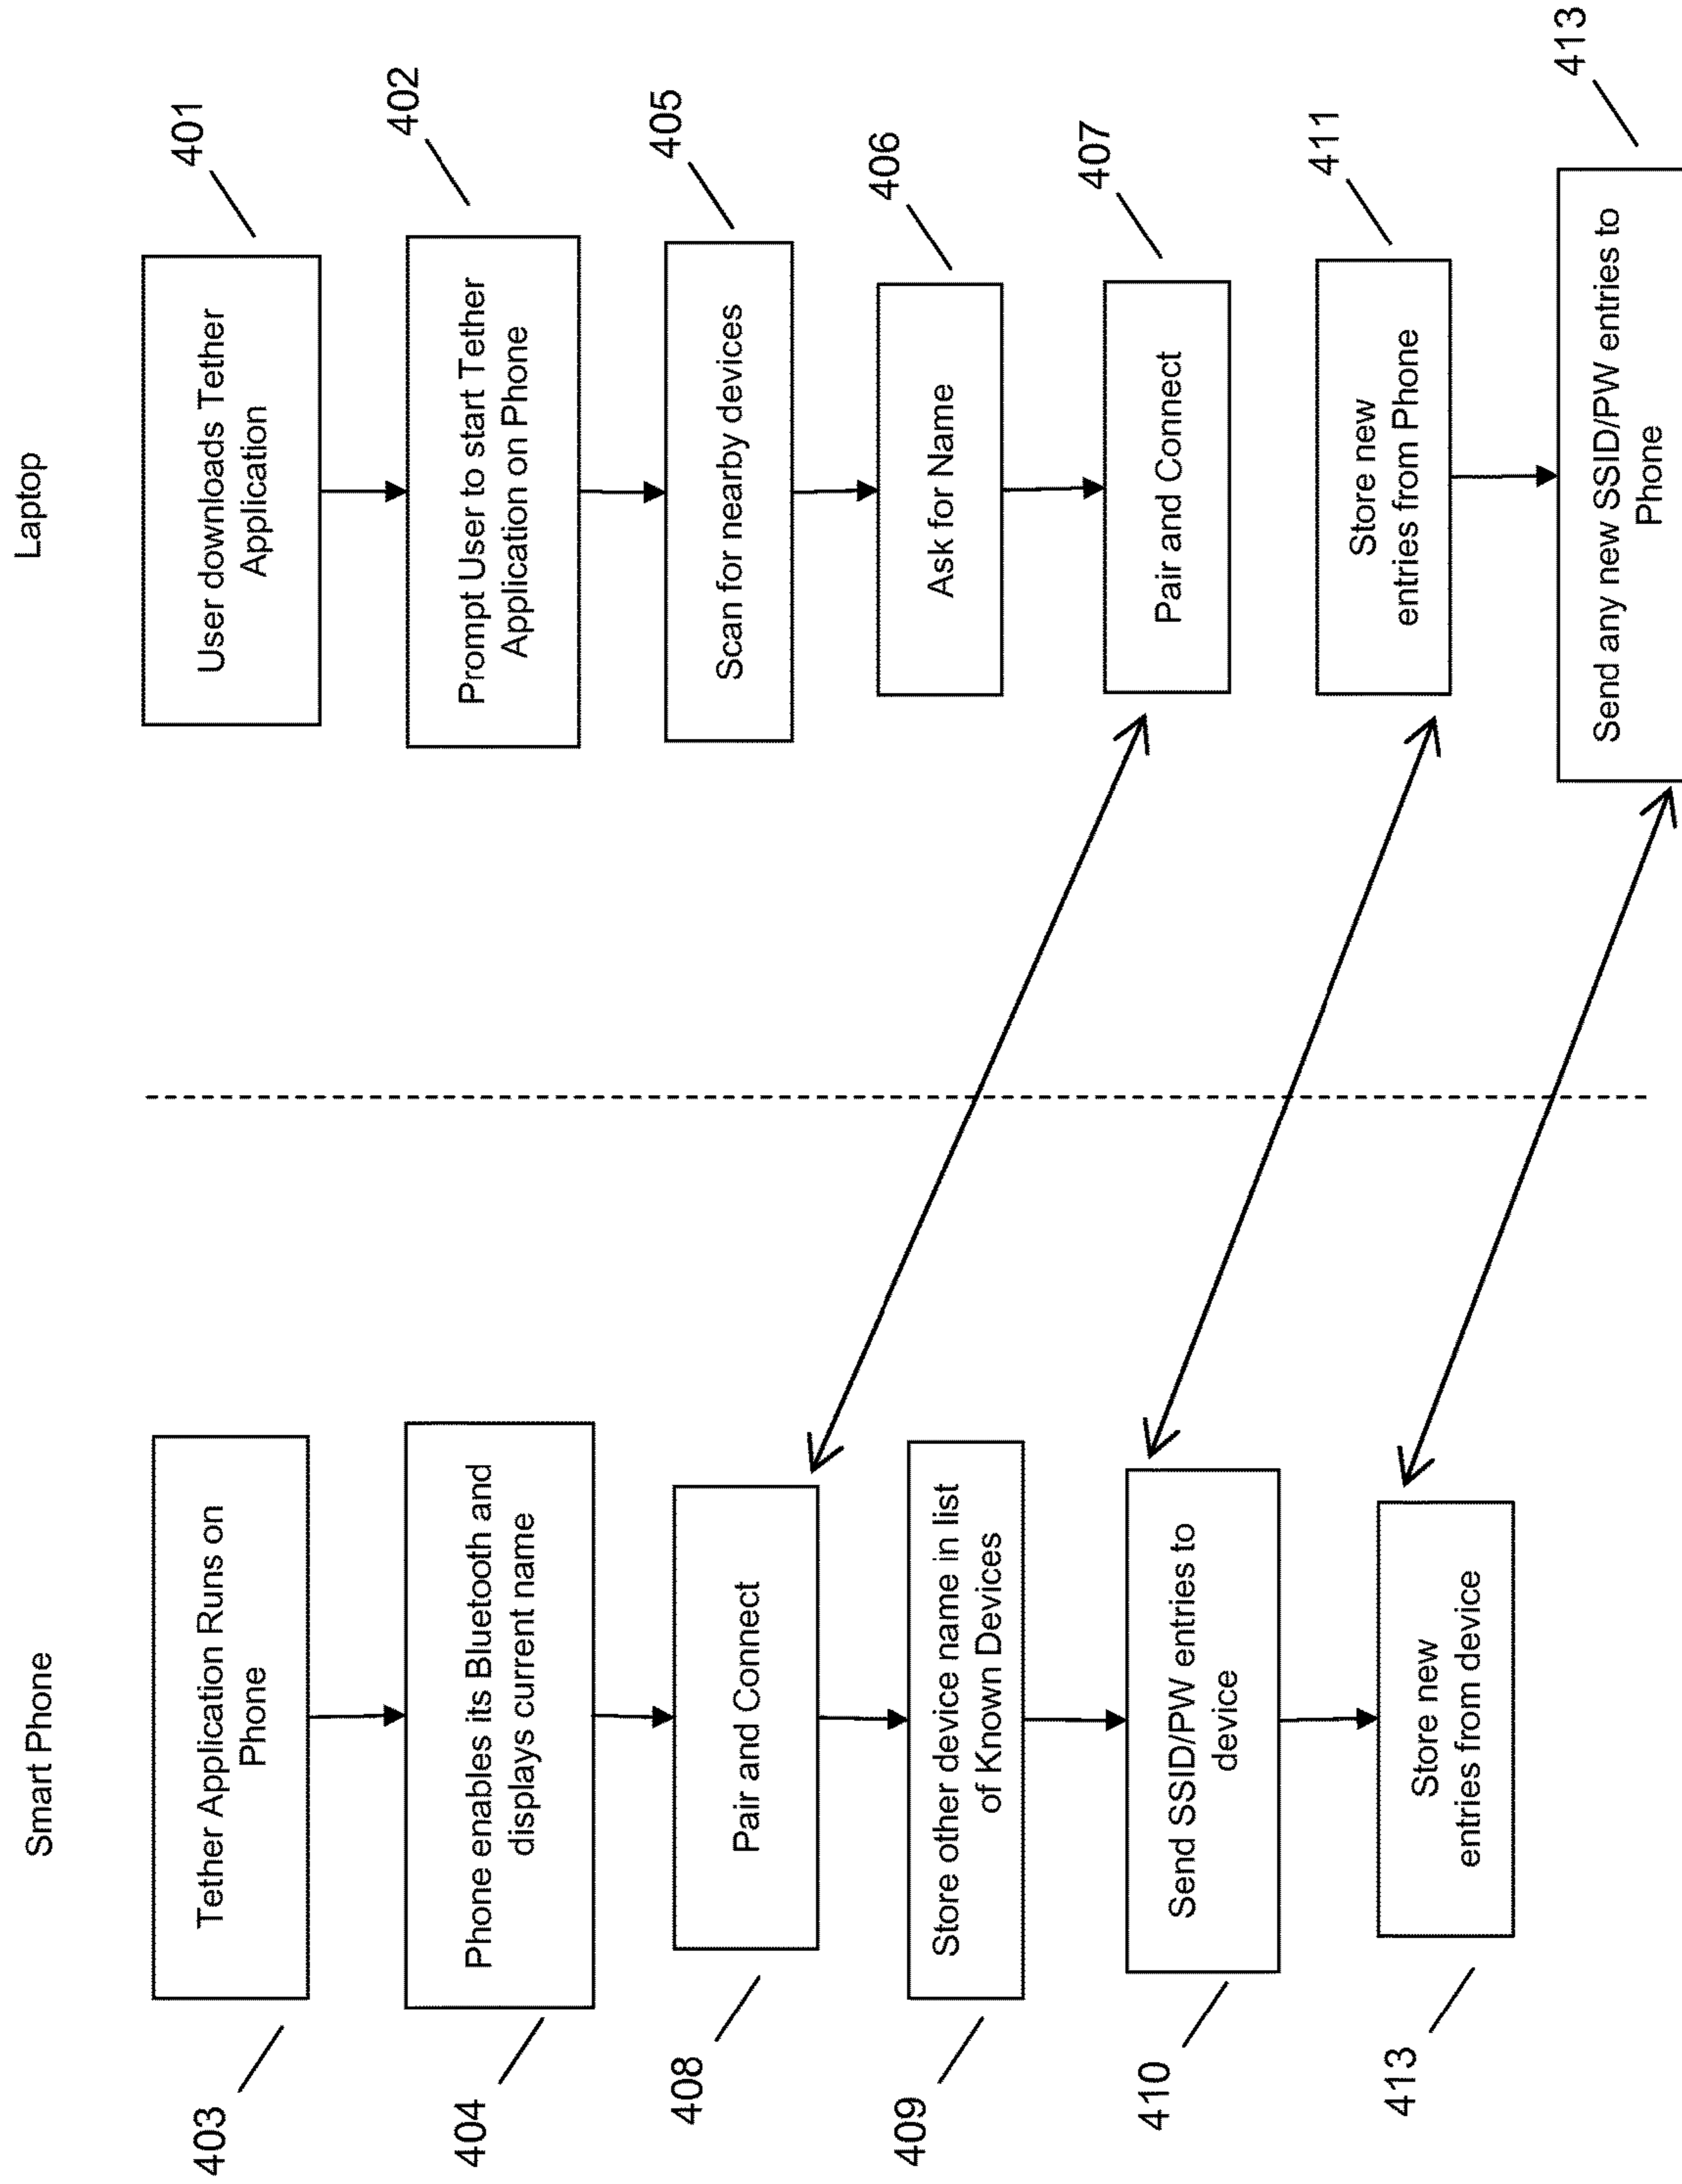 Smart Phone
Laptop
403
Tether Application Runs on
Phone
404
Phone enables its Bluetooth and
displays current name
408
Pair and Connect
409
Store other device name in list
of Known Devices
410
Send SSID/PW entries to
device
413
Store new
entries from device
401
User downloads Tether
Application
402
Prompt User to start Tether
Application on Phone
405
Scan for nearby devices
406
Ask for Name
407
Pair and Connect
411
Store new
entries from Phone
413
Send any new SSID/PW entries to
Phone